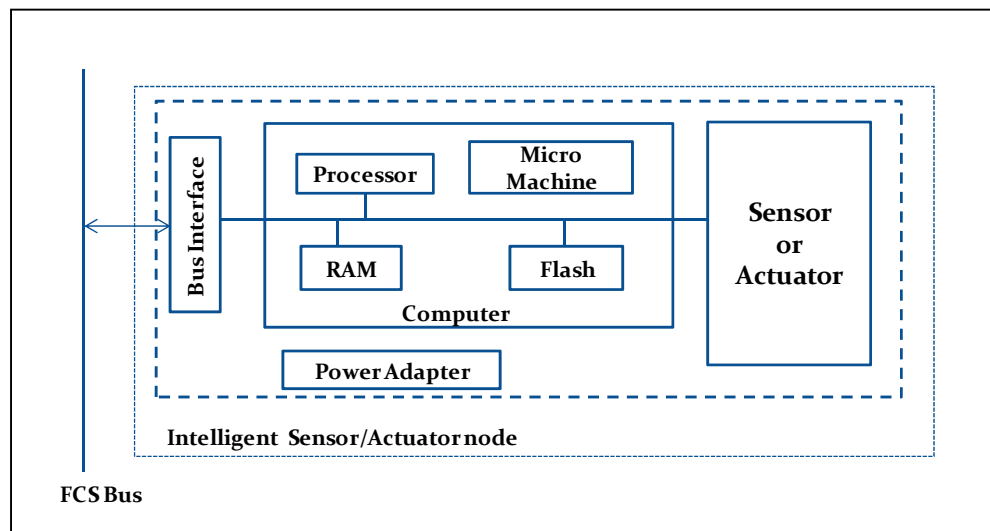 Bus Interface
Processor
Micro
Machine
RAM
Flash
Computer
Sensor
or
Actuator
Power Adapter
Intelligent Sensor/Actuator node
FCS Bus